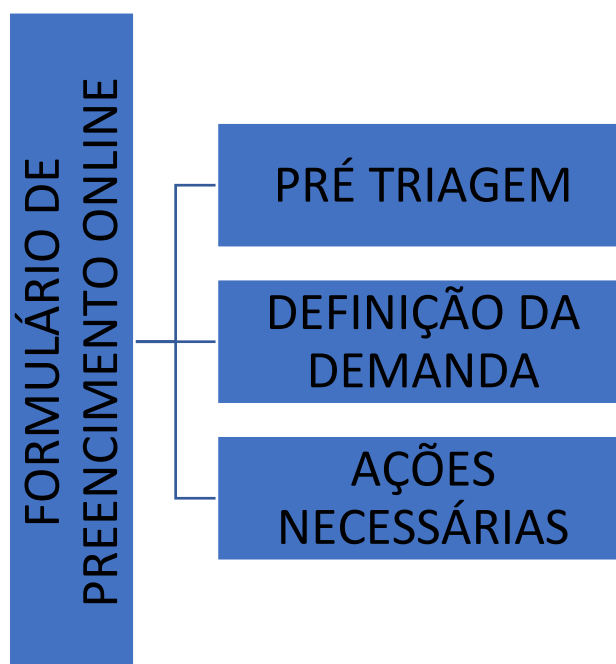 FORMULÁRIO DE
PREENCIMENTO ONLINE
PRÉ TRIAGEM
DEFINIÇÃO DA
DEMANDA
AÇÕES
NECESSÁRIAS